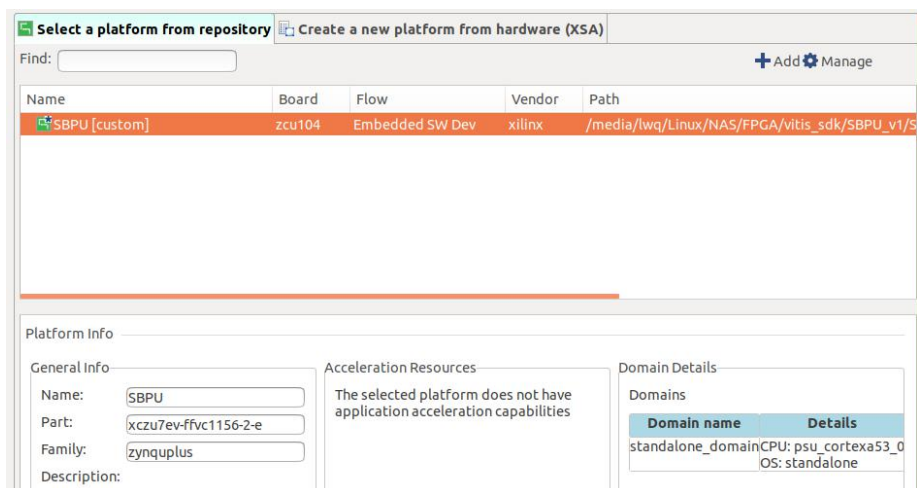 Select a platform from repository Create a new platform from hardware (XSA)
Find:
Add Manage
Name Board Flow Vendor Path
SBPU [custom] zcu104 Embedded SW Dev xilinx /media/lwq/Linux/NAS/FPGA/vitis_sdk/SBPU_v1/S
Platform Info
General Info
Name: SBPU
Part: xczu7ev-ffvc1156-2-e
Family: zynquplus
Description:
Acceleration Resources
The selected platform does not have
application acceleration capabilities
Domain Details
Domains
Domain name Details
standalone_domain CPU: psu_cortexa53_0
OS: standalone